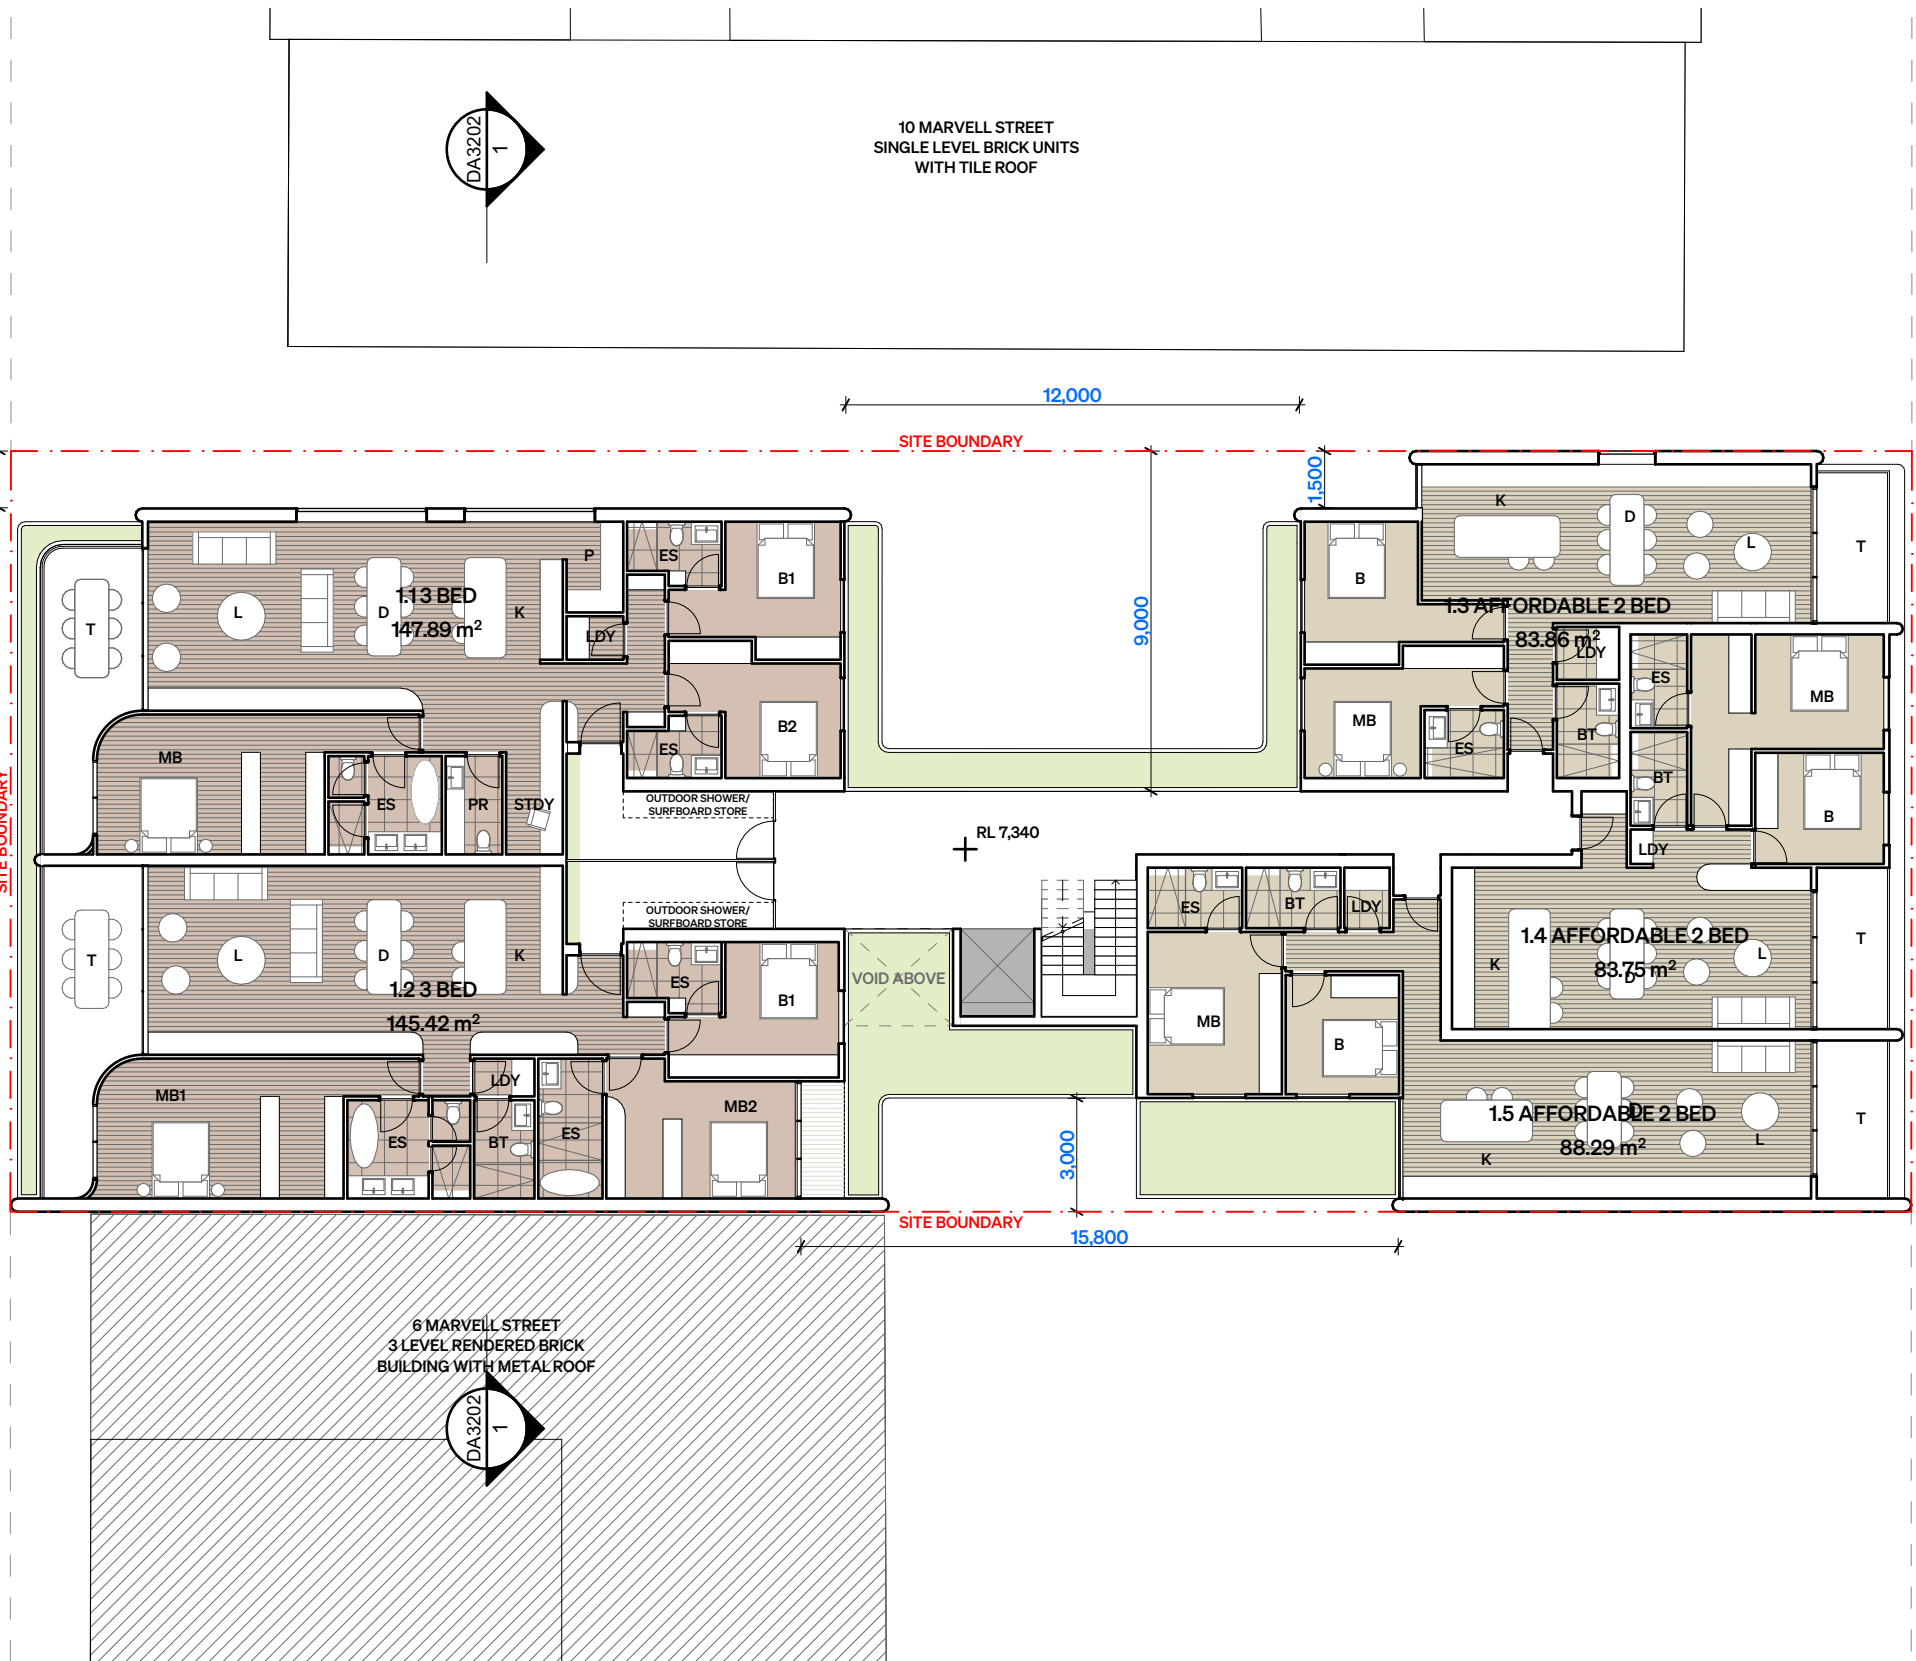 10 MARVELL STREET
SINGLE LEVEL BRICK UNITS
WITH TILE ROOF
DA3202
1
12,000
SITE BOUNDARY
1,500
9,000
K
D
L
T
P
ES
B1
B
1.1 3 BED
147.89 m²
L
D
K
T
LDY
1.3 AFFORDABLE 2 BED
83.86 m²
LDY
ES
MB
B2
MB
ES
BT
MB
ES
ES
PR
STDY
BT
B
LDY
OUTDOOR SHOWER/
SURFBOARD STORE
RL 7,340
SITE BOUNDARY
OUTDOOR SHOWER/
SURFBOARD STORE
ES
BT
LDY
T
L
D
K
1.2 3 BED
145.42 m²
ES
B1
VOID ABOVE
MB
B
1.4 AFFORDABLE 2 BED
83.75 m²
K
D
L
T
MB1
LDY
MB2
ES
BT
ES
3,000
1.5 AFFORDABLE 2 BED
88.29 m²
D
K
L
T
SITE BOUNDARY
15,800
6 MARVELL STREET
3 LEVEL RENDERED BRICK
BUILDING WITH METAL ROOF
DA3202
1